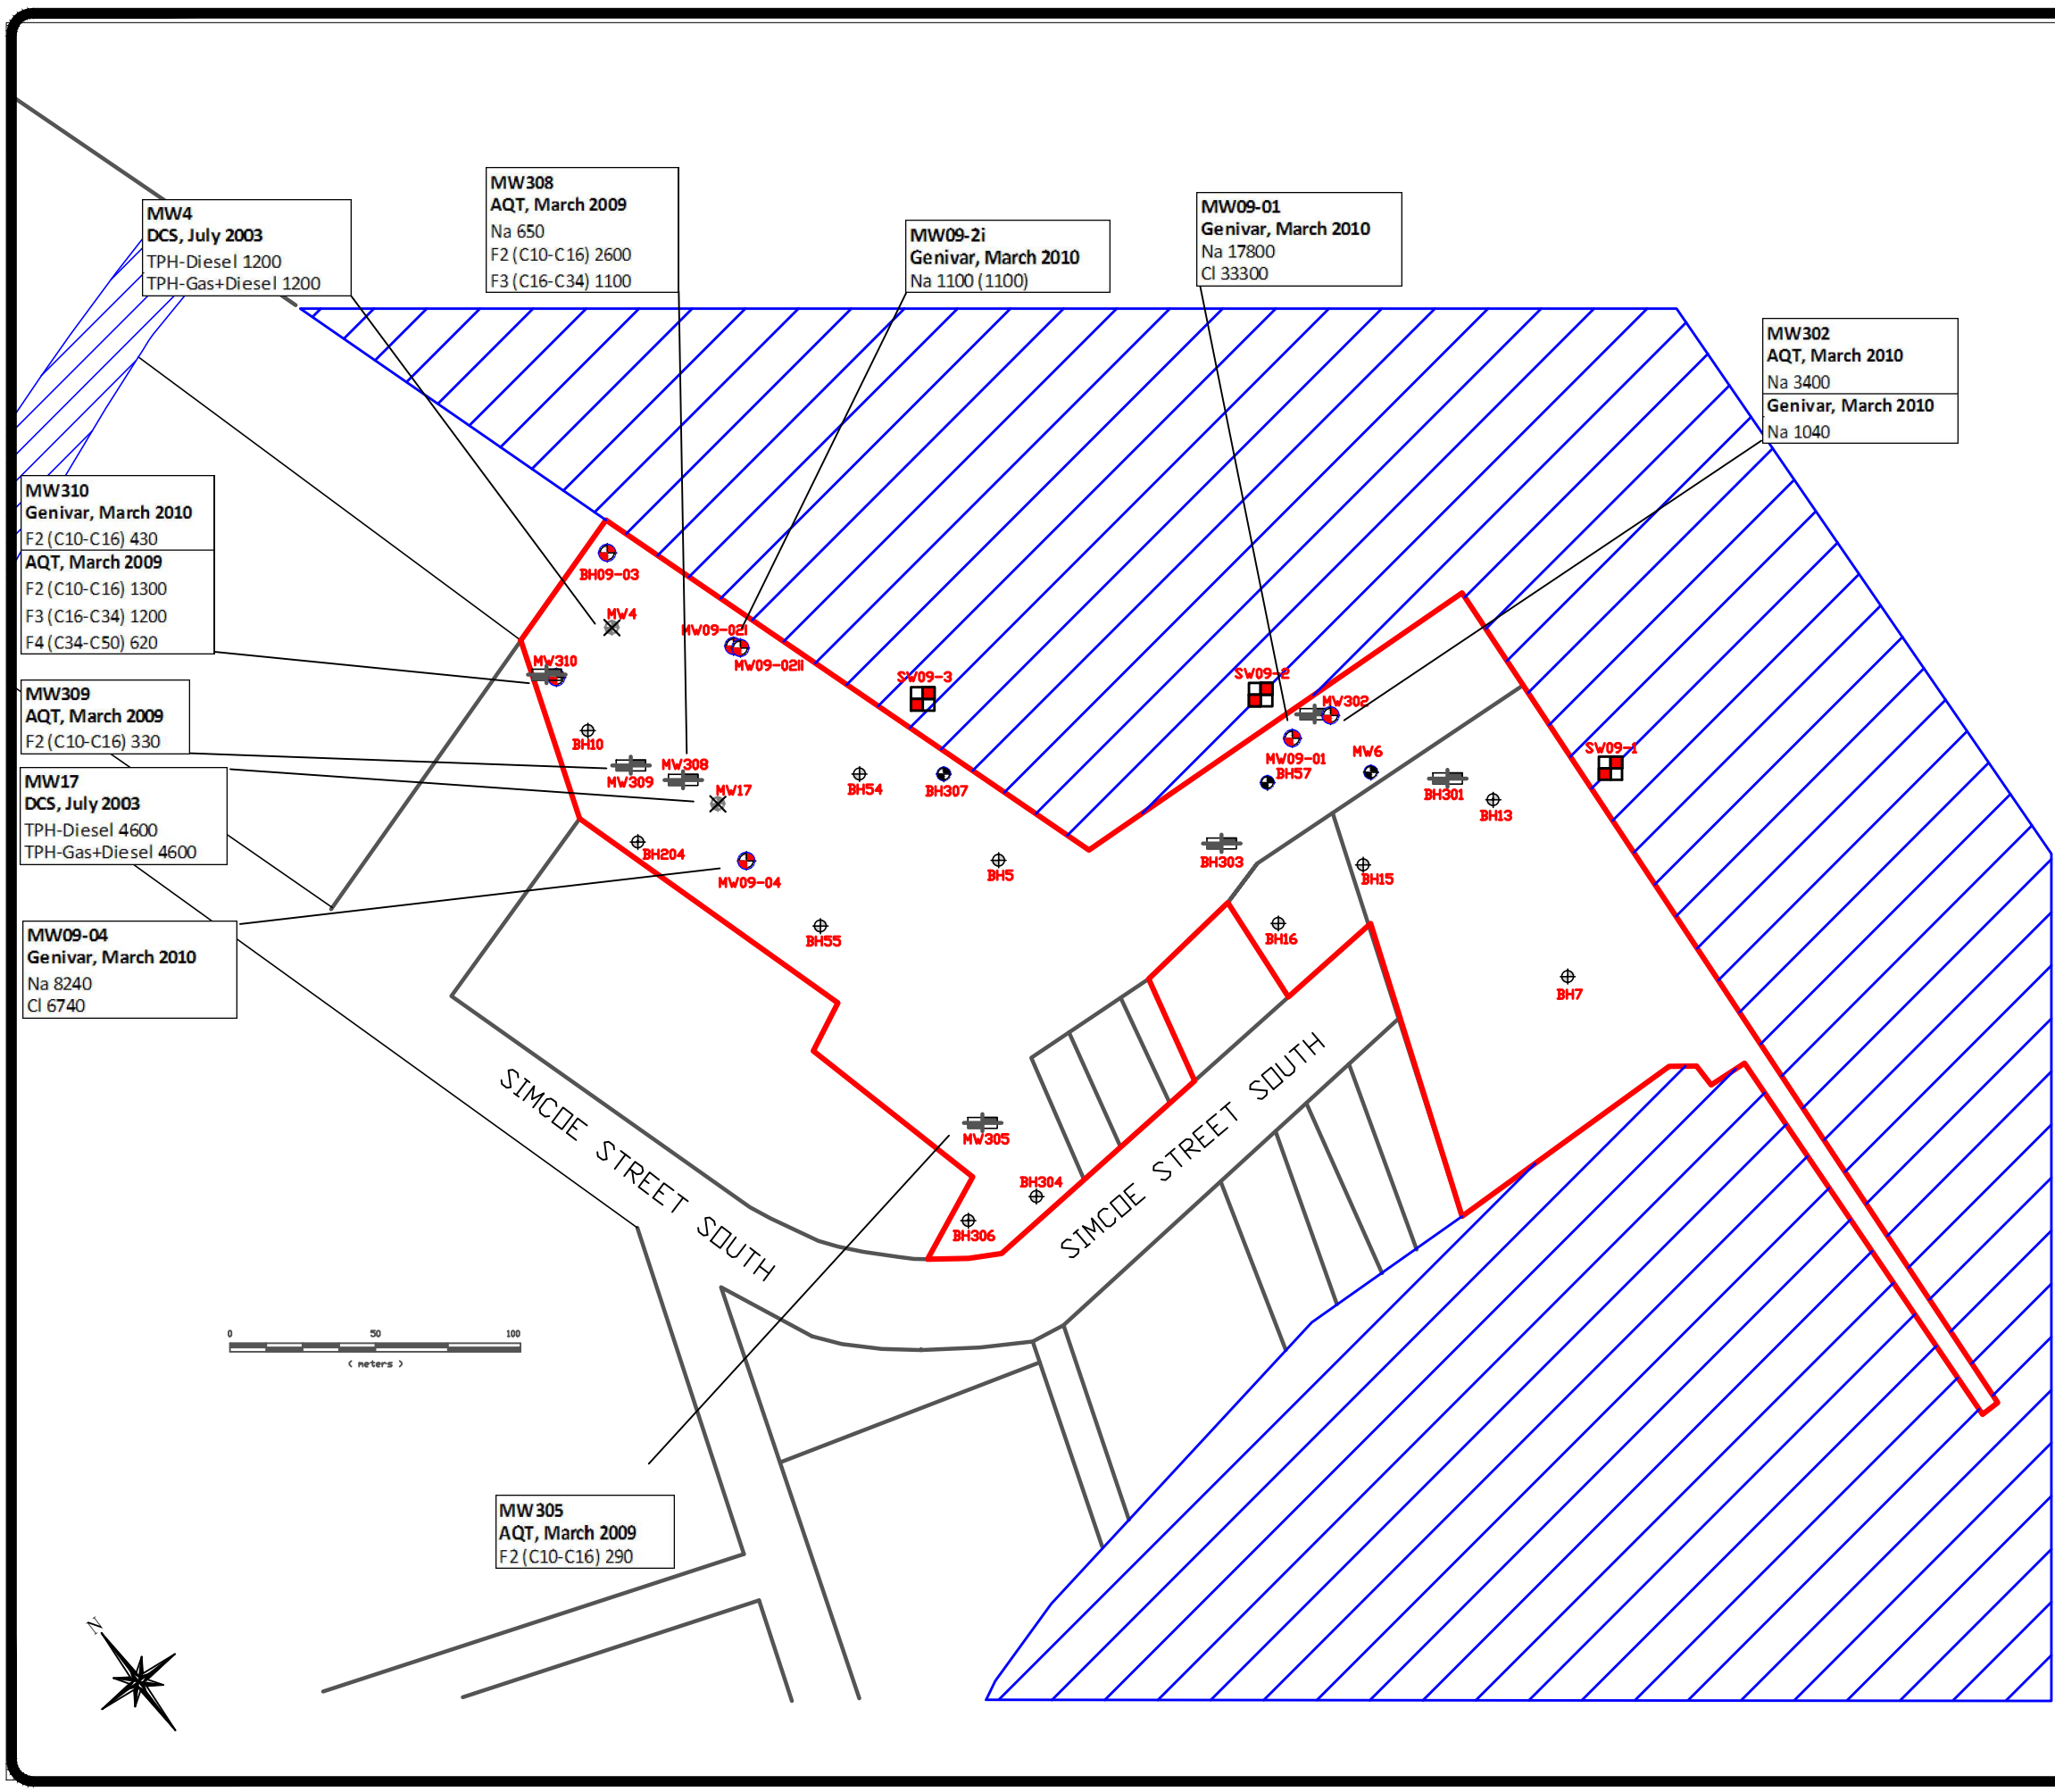 MW4
DCS, July 2003
TPH-Diesel 1200
TPH-Gas+Diesel 1200
MW308
AQT, March 2009
Na 650
F2 (C10-C16) 2600
F3 (C16-C34) 1100
MW09-2i
Genivar, March 2010
Na 1100 (1100)
MW09-01
Genivar, March 2010
Na 17800
Cl 33300
MW302
AQT, March 2010
Na 3400
Genivar, March 2010
Na 1040
MW310
Genivar, March 2010
F2 (C10-C16) 430
AQT, March 2009
F2 (C10-C16) 1300
F3 (C16-C34) 1200
F4 (C34-C50) 620
MW309
AQT, March 2009
F2 (C10-C16) 330
MW17
DCS, July 2003
TPH-Diesel 4600
TPH-Gas+Diesel 4600
MW09-04
Genivar, March 2010
Na 8240
Cl 6740
BH09-03
MW4
MW09-02I
MW09-02II
MW310
SW09-3
SW09-2
MW302
BH10
MW309
MW308
MW17
BH54
BH307
MW09-01
BH57
MW6
BH301
BH13
SW09-1
BH204
MW09-04
BH5
BH303
BH15
BH55
BH16
BH7
MW305
BH304
BH306
SIMCOE STREET SOUTH
SIMCOE STREET SOUTH
0 50 100
( meters )
MW305
AQT, March 2009
F2 (C10-C16) 290
N